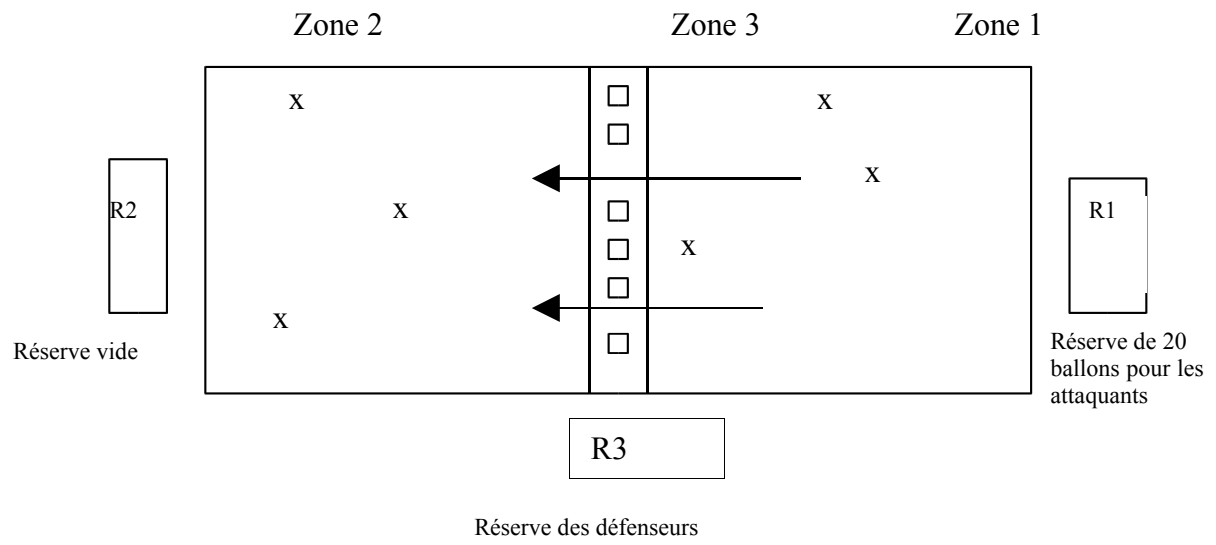 Zone 2 Zone 3 Zone 1
x x
x
R2 x R1
x
x
Réserve vide
Réserve de 20
ballons pour les
attaquants
R3
Réserve des défenseurs